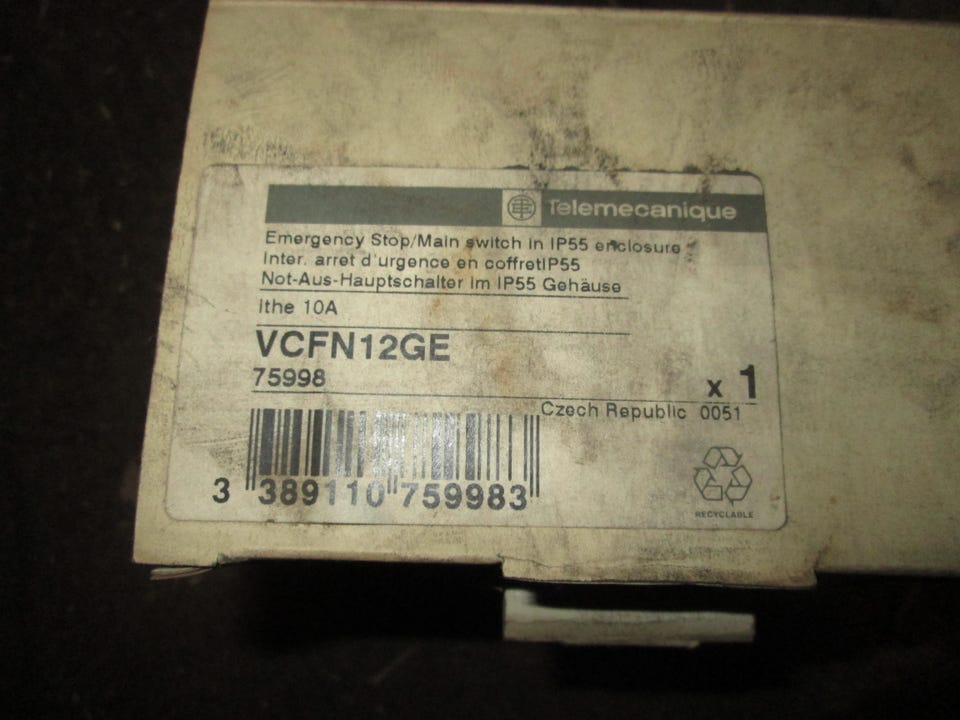 Telemecanique
Emergency Stop/Main switch in IP55 enclosure
Inter. arret d'urgence en coffretIP55
Not-Aus-Hauptschalter im IP55 Gehäuse
Ithe 10A
VCFN12GE
75998
x 1
Czech Republic 0051
3 389110 759983
RECYCLABLE